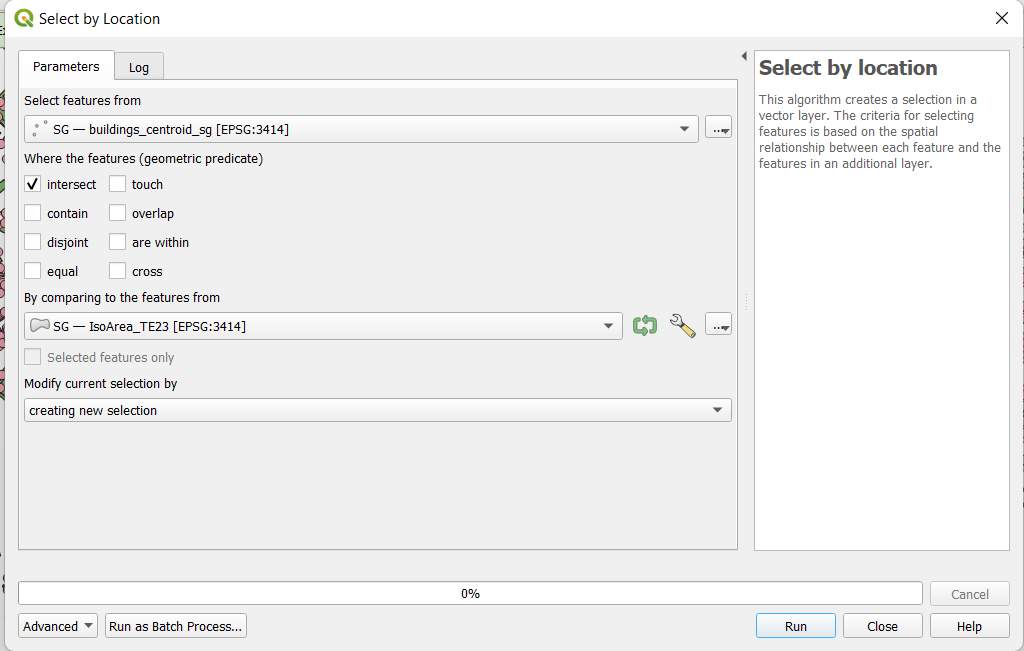 Select by Location
Parameters
Log
Select features from
SG — buildings_centroid_sg [EPSG:3414]
...
Where the features (geometric predicate)
intersect
touch
contain
overlap
disjoint
are within
equal
cross
By comparing to the features from
SG — IsoArea_TE23 [EPSG:3414]
...
Selected features only
Modify current selection by
creating new selection
Select by location
This algorithm creates a selection in a
vector layer. The criteria for selecting
features is based on the spatial
relationship between each feature and the
features in an additional layer.
0%
Cancel
Advanced
Run as Batch Process...
Run
Close
Help